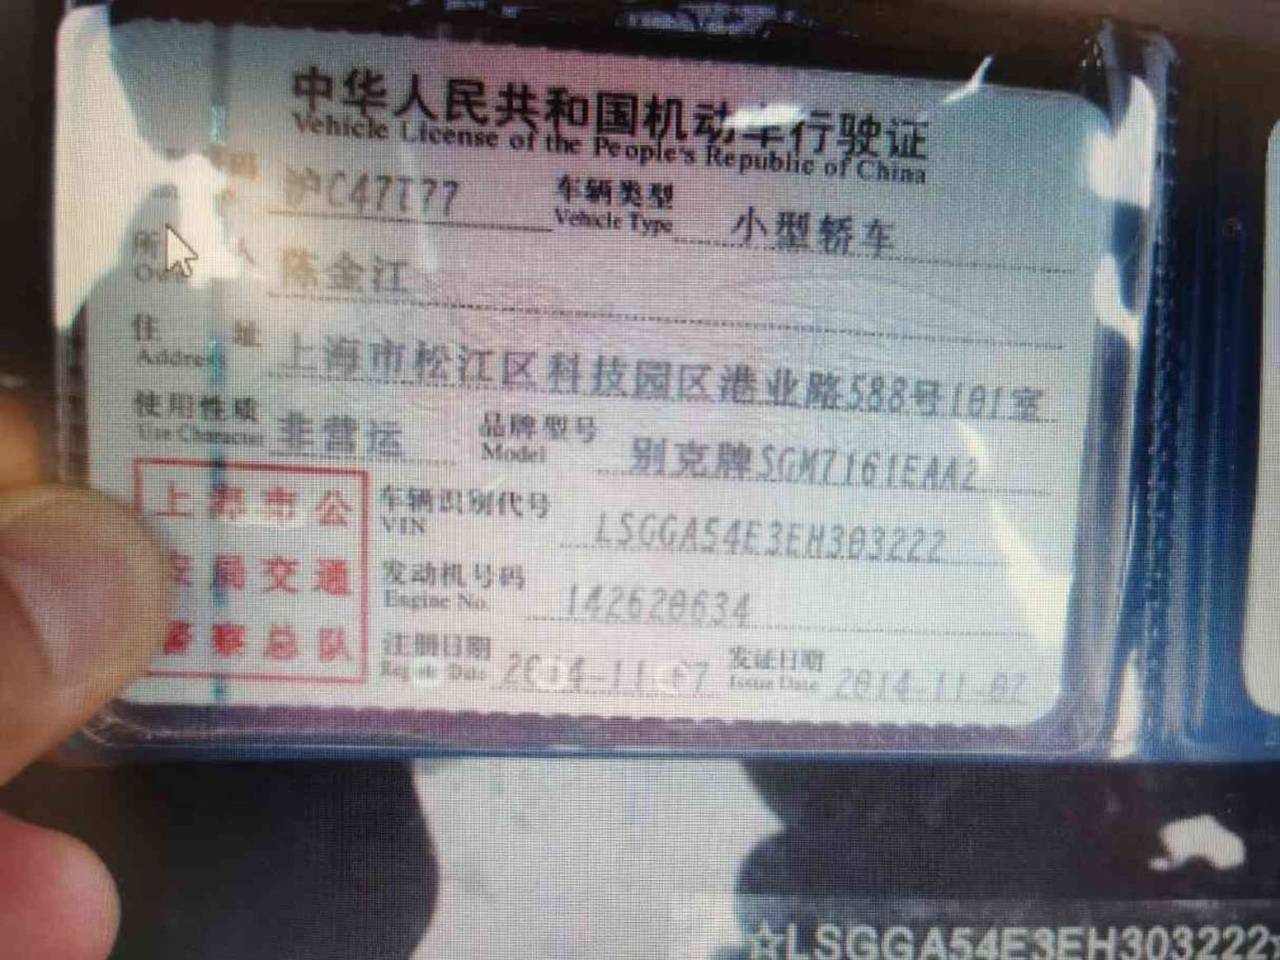 中华人民共和国机动车行驶证
Vehicle License of the People's Republic of China
码 沪C47T77 车辆类型 小型轿车
Vehicle Type
所 人 陈金江
住 址 上海市松江区科技园区港业路588号101室
Address
使用性质 非营运 品牌型号 别克牌SGM7161EAA2
Use Character Model
上海市公
安局交通
警察总队
车辆识别代号 LSGGA54E3EH303222
VIN
发动机号码 142620634
Engine No.
注册日期 2014-11-07 发证日期 2014-11-07
Issue Date
☆LSGGA54E3EH303222☆